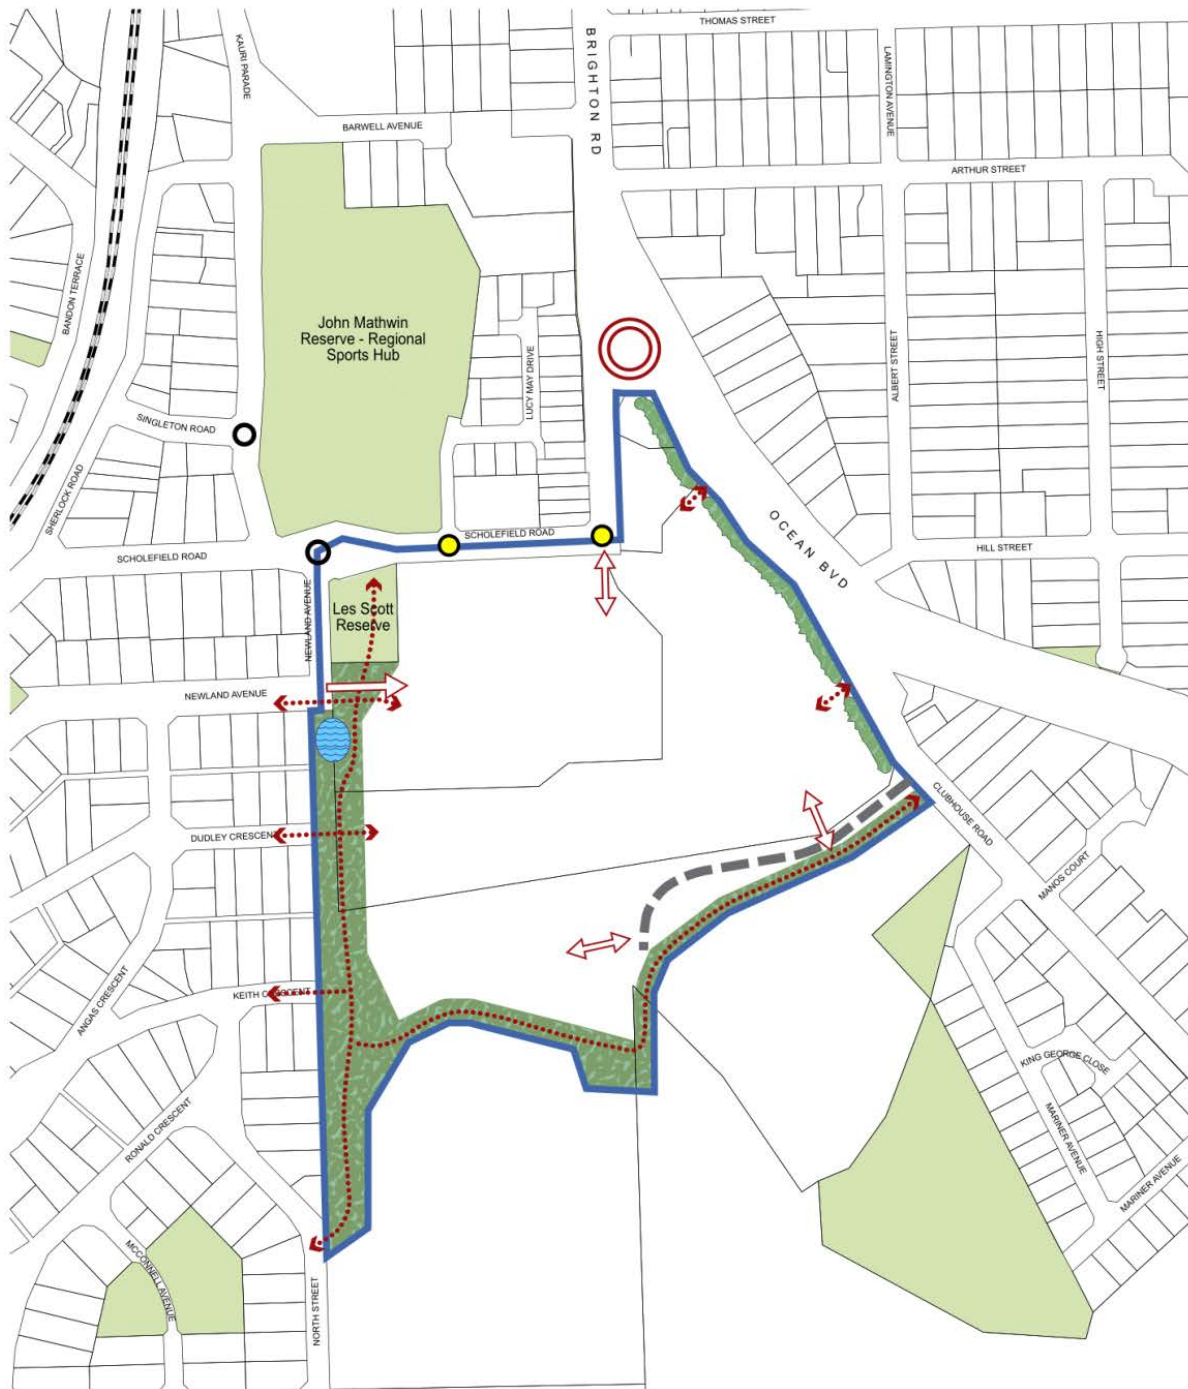 THOMAS STREET
KAURI PARADE
BRIGHTON RD
LAMINGTON AVENUE
BARWELL AVENUE
ARTHUR STREET
BANDON TERRACE
John Mathwin
Reserve - Regional
Sports Hub
LUCY MAY DRIVE
ALBERT STREET
HIGH STREET
SINGLETON ROAD
SHERLOCK ROAD
SCHOLEFIELD ROAD
SCHOLEFIELD ROAD
OCEAN BVD
HILL STREET
NEWLAND AVENUE
Les Scott
Reserve
NEWLAND AVENUE
CLUBHOUSE ROAD
DUDLEY CRESCENT
MANOS COURT
ANGAS CRESCENT
KEITH CRESCENT
KING GEORGE CLOSE
RONALD CRESCENT
MARINER AVENUE
MARINER AVENUE
MCCONNELL AVENUE
NORTH STREET